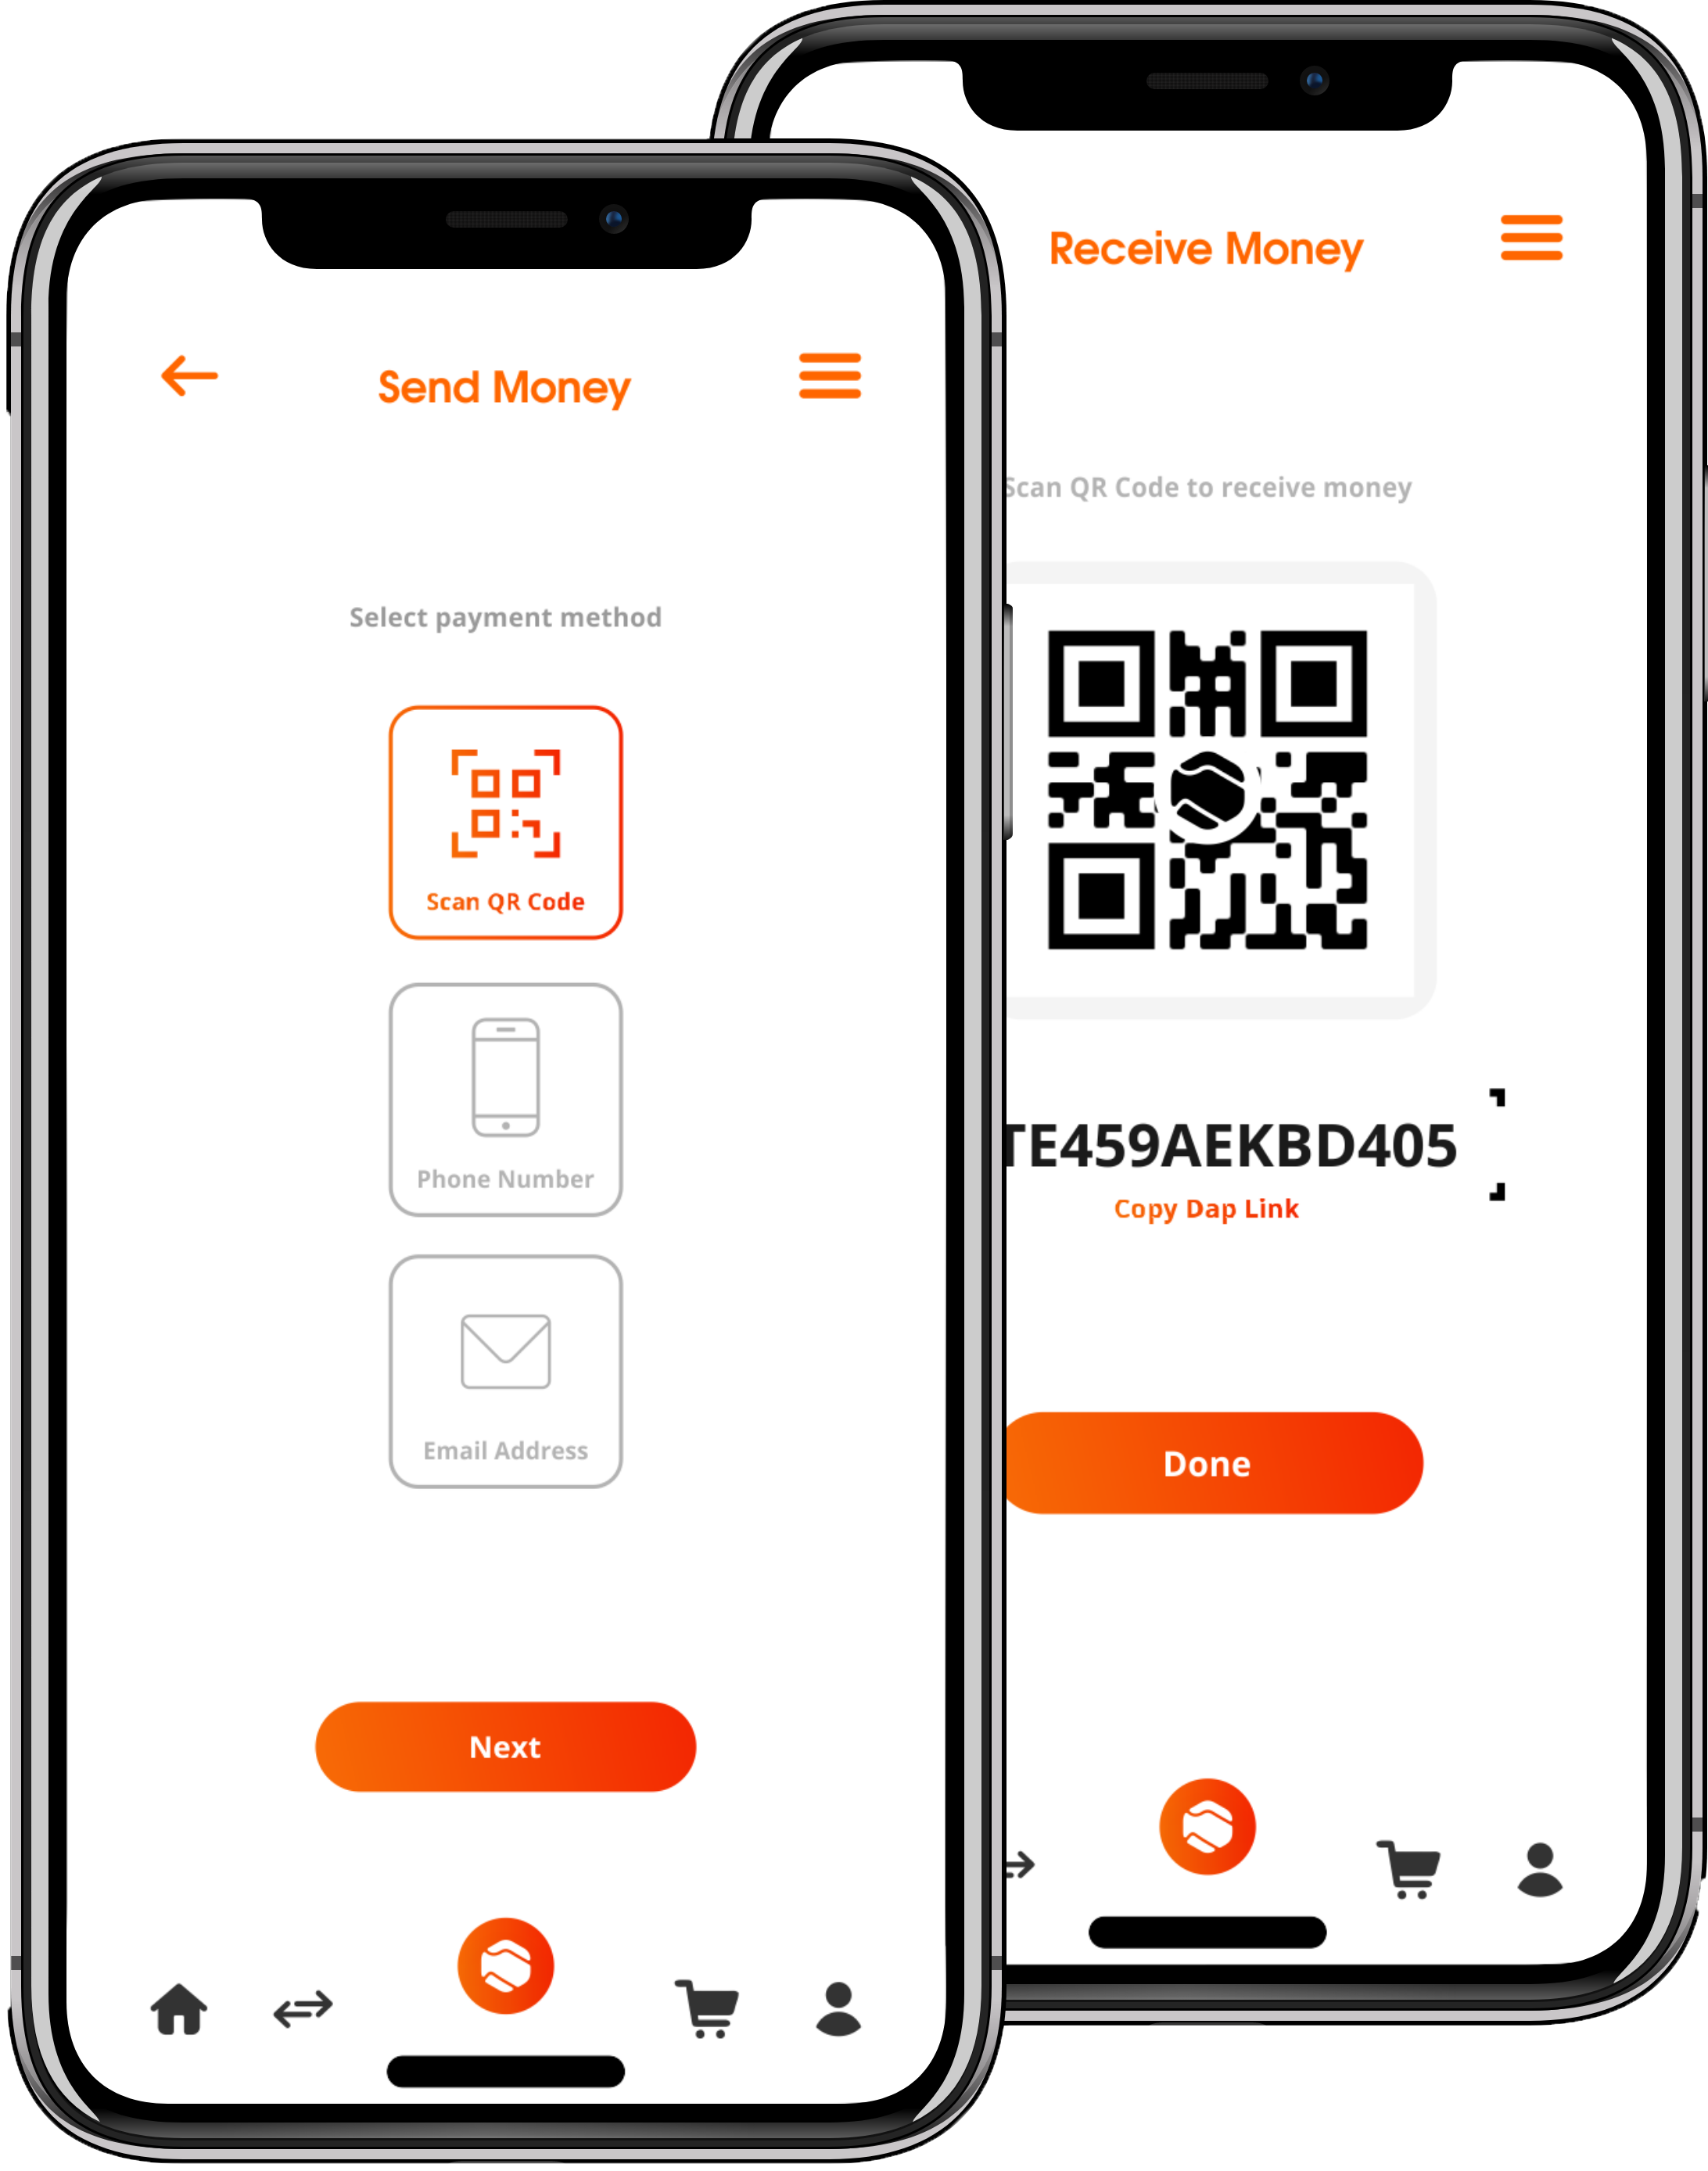 Send Money
Select payment method
Scan QR Code
Phone Number
Email Address
Next
Receive Money
Scan QR Code to receive money
TE459AEKBD405
Copy Dap Link
Done